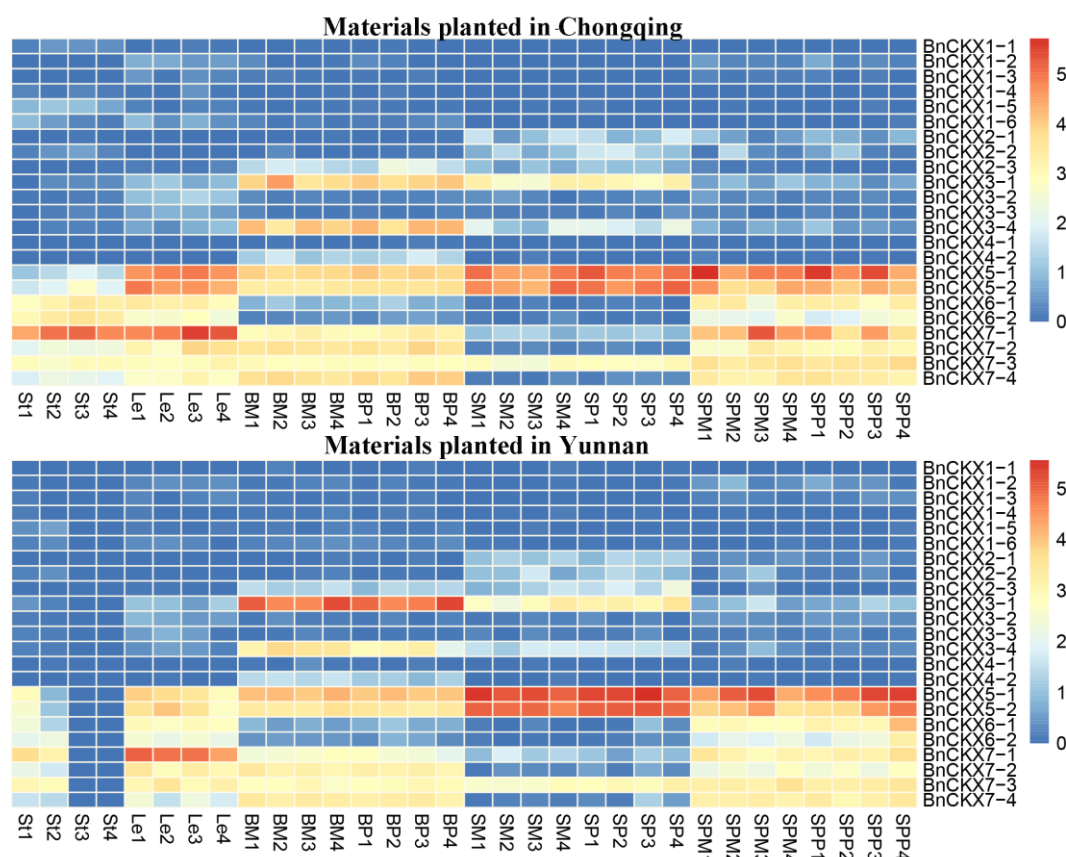 Materials planted in Chongqing
BnCKX1-1
BnCKX1-2
BnCKX1-3
BnCKX1-4
BnCKX1-5
BnCKX1-6
BnCKX2-1
BnCKX2-2
BnCKX2-3
BnCKX3-1
BnCKX3-2
BnCKX3-3
BnCKX3-4
BnCKX4-1
BnCKX4-2
BnCKX5-1
BnCKX5-2
BnCKX6-1
BnCKX6-2
BnCKX7-1
BnCKX7-2
BnCKX7-3
BnCKX7-4
5
4
3
2
1
0
St1 St2 St3 St4 Le1 Le2 Le3 Le4 BM1 BM2 BM3 BM4 BP1 BP2 BP3 BP4 SM1 SM2 SM3 SM4 SP1 SP2 SP3 SP4 SPM1 SPM2 SPM3 SPM4 SPP1 SPP2 SPP3 SPP4
Materials planted in Yunnan
BnCKX1-1
BnCKX1-2
BnCKX1-3
BnCKX1-4
BnCKX1-5
BnCKX1-6
BnCKX2-1
BnCKX2-2
BnCKX2-3
BnCKX3-1
BnCKX3-2
BnCKX3-3
BnCKX3-4
BnCKX4-1
BnCKX4-2
BnCKX5-1
BnCKX5-2
BnCKX6-1
BnCKX6-2
BnCKX7-1
BnCKX7-2
BnCKX7-3
BnCKX7-4
5
4
3
2
1
0
St1 St2 St3 St4 Le1 Le2 Le3 Le4 BM1 BM2 BM3 BM4 BP1 BP2 BP3 BP4 SM1 SM2 SM3 SM4 SP1 SP2 SP3 SP4 SPM1 SPM2 SPM3 SPM4 SPP1 SPP2 SPP3 SPP4